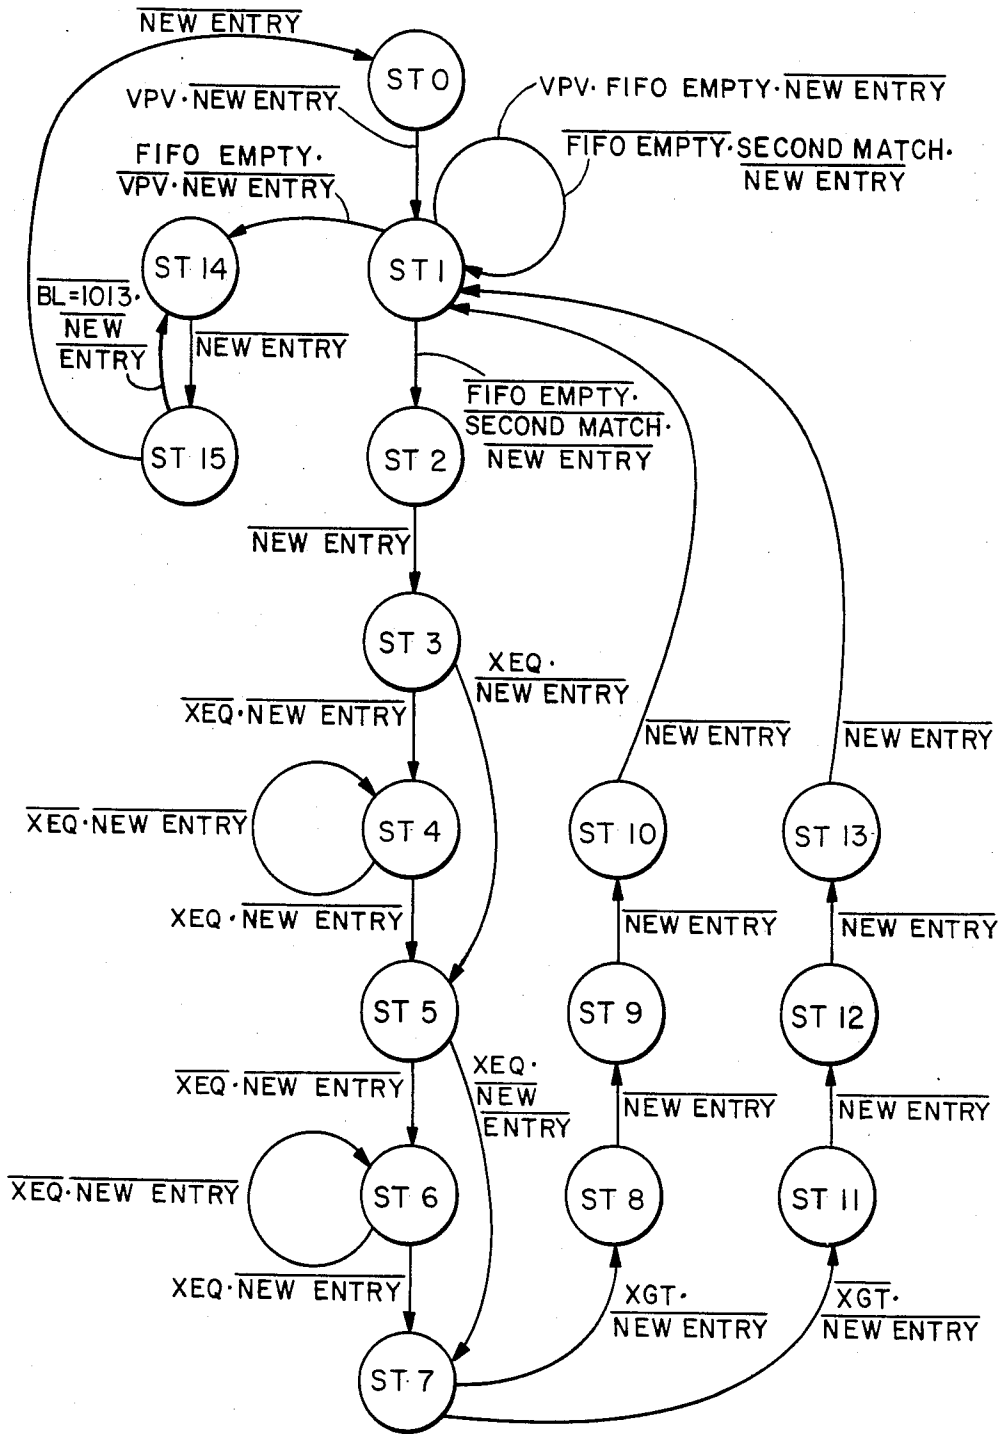 NEW ENTRY
ST 0
VPV · NEW ENTRY
VPV · FIFO EMPTY · NEW ENTRY
FIFO EMPTY · SECOND MATCH ·
NEW ENTRY
FIFO EMPTY ·
VPV · NEW ENTRY
ST 14
ST 1
BL=1013 ·
NEW
ENTRY
NEW ENTRY
FIFO EMPTY ·
SECOND MATCH ·
NEW ENTRY
ST 15
ST 2
NEW ENTRY
ST 3
XEQ ·
NEW ENTRY
XEQ · NEW ENTRY
NEW ENTRY
NEW ENTRY
XEQ · NEW ENTRY
ST 4
ST 10
ST 13
XEQ · NEW ENTRY
NEW ENTRY
NEW ENTRY
ST 5
ST 9
ST 12
XEQ · NEW ENTRY
XEQ ·
NEW
ENTRY
NEW ENTRY
NEW ENTRY
XEQ · NEW ENTRY
ST 6
ST 8
ST 11
XEQ · NEW ENTRY
XGT ·
NEW ENTRY
XGT ·
NEW ENTRY
ST 7